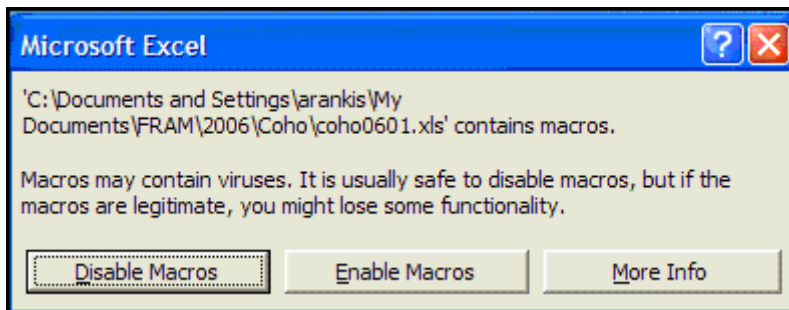 Microsoft Excel
?
'C:\Documents and Settings\arankis\My
Documents\FRAM\2006\Coho\coho0601.xls' contains macros.
Macros may contain viruses. It is usually safe to disable macros, but if the
macros are legitimate, you might lose some functionality.
Disable Macros Enable Macros More Info